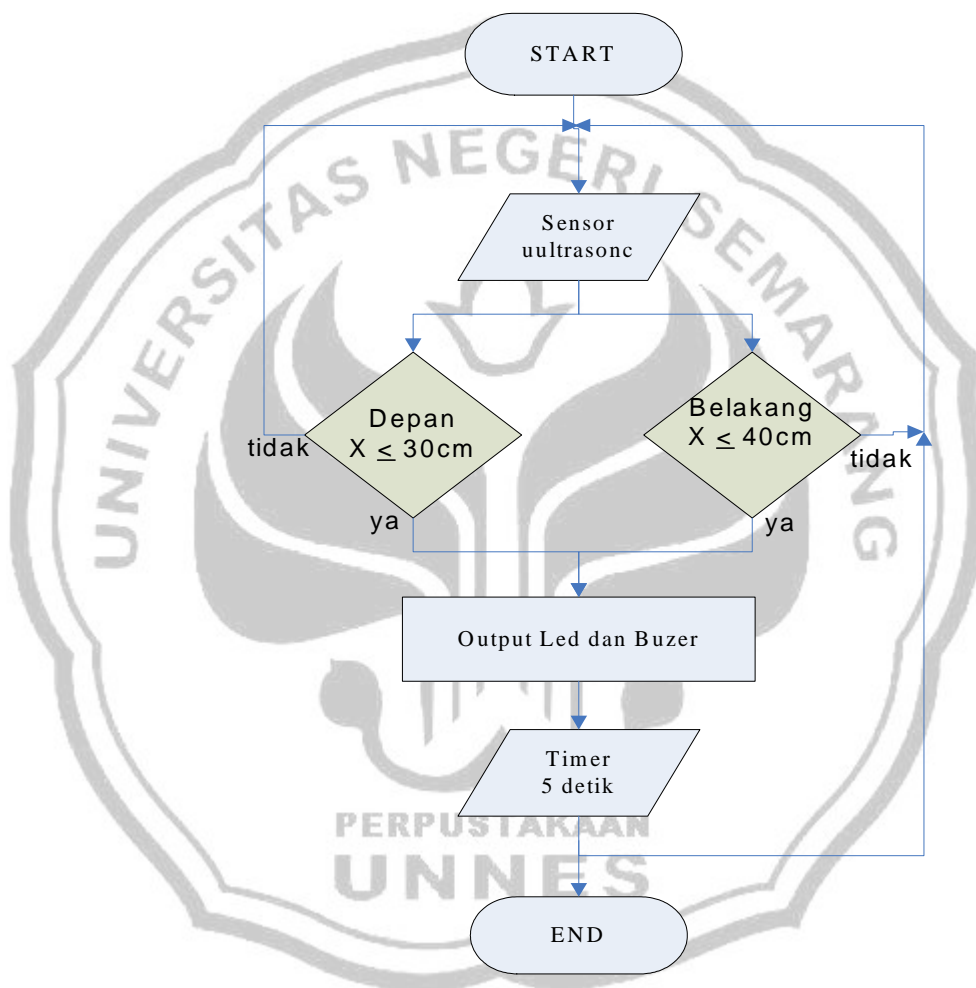 START
UNIVERSITAS NEGERI SEMARANG
Sensor
uultrasonc
Depan
X ≤ 30cm
Belakang
X ≤ 40cm
tidak
tidak
ya
ya
Output Led dan Buzer
Timer
5 detik
PERPUSTAKAAN
UNNES
END